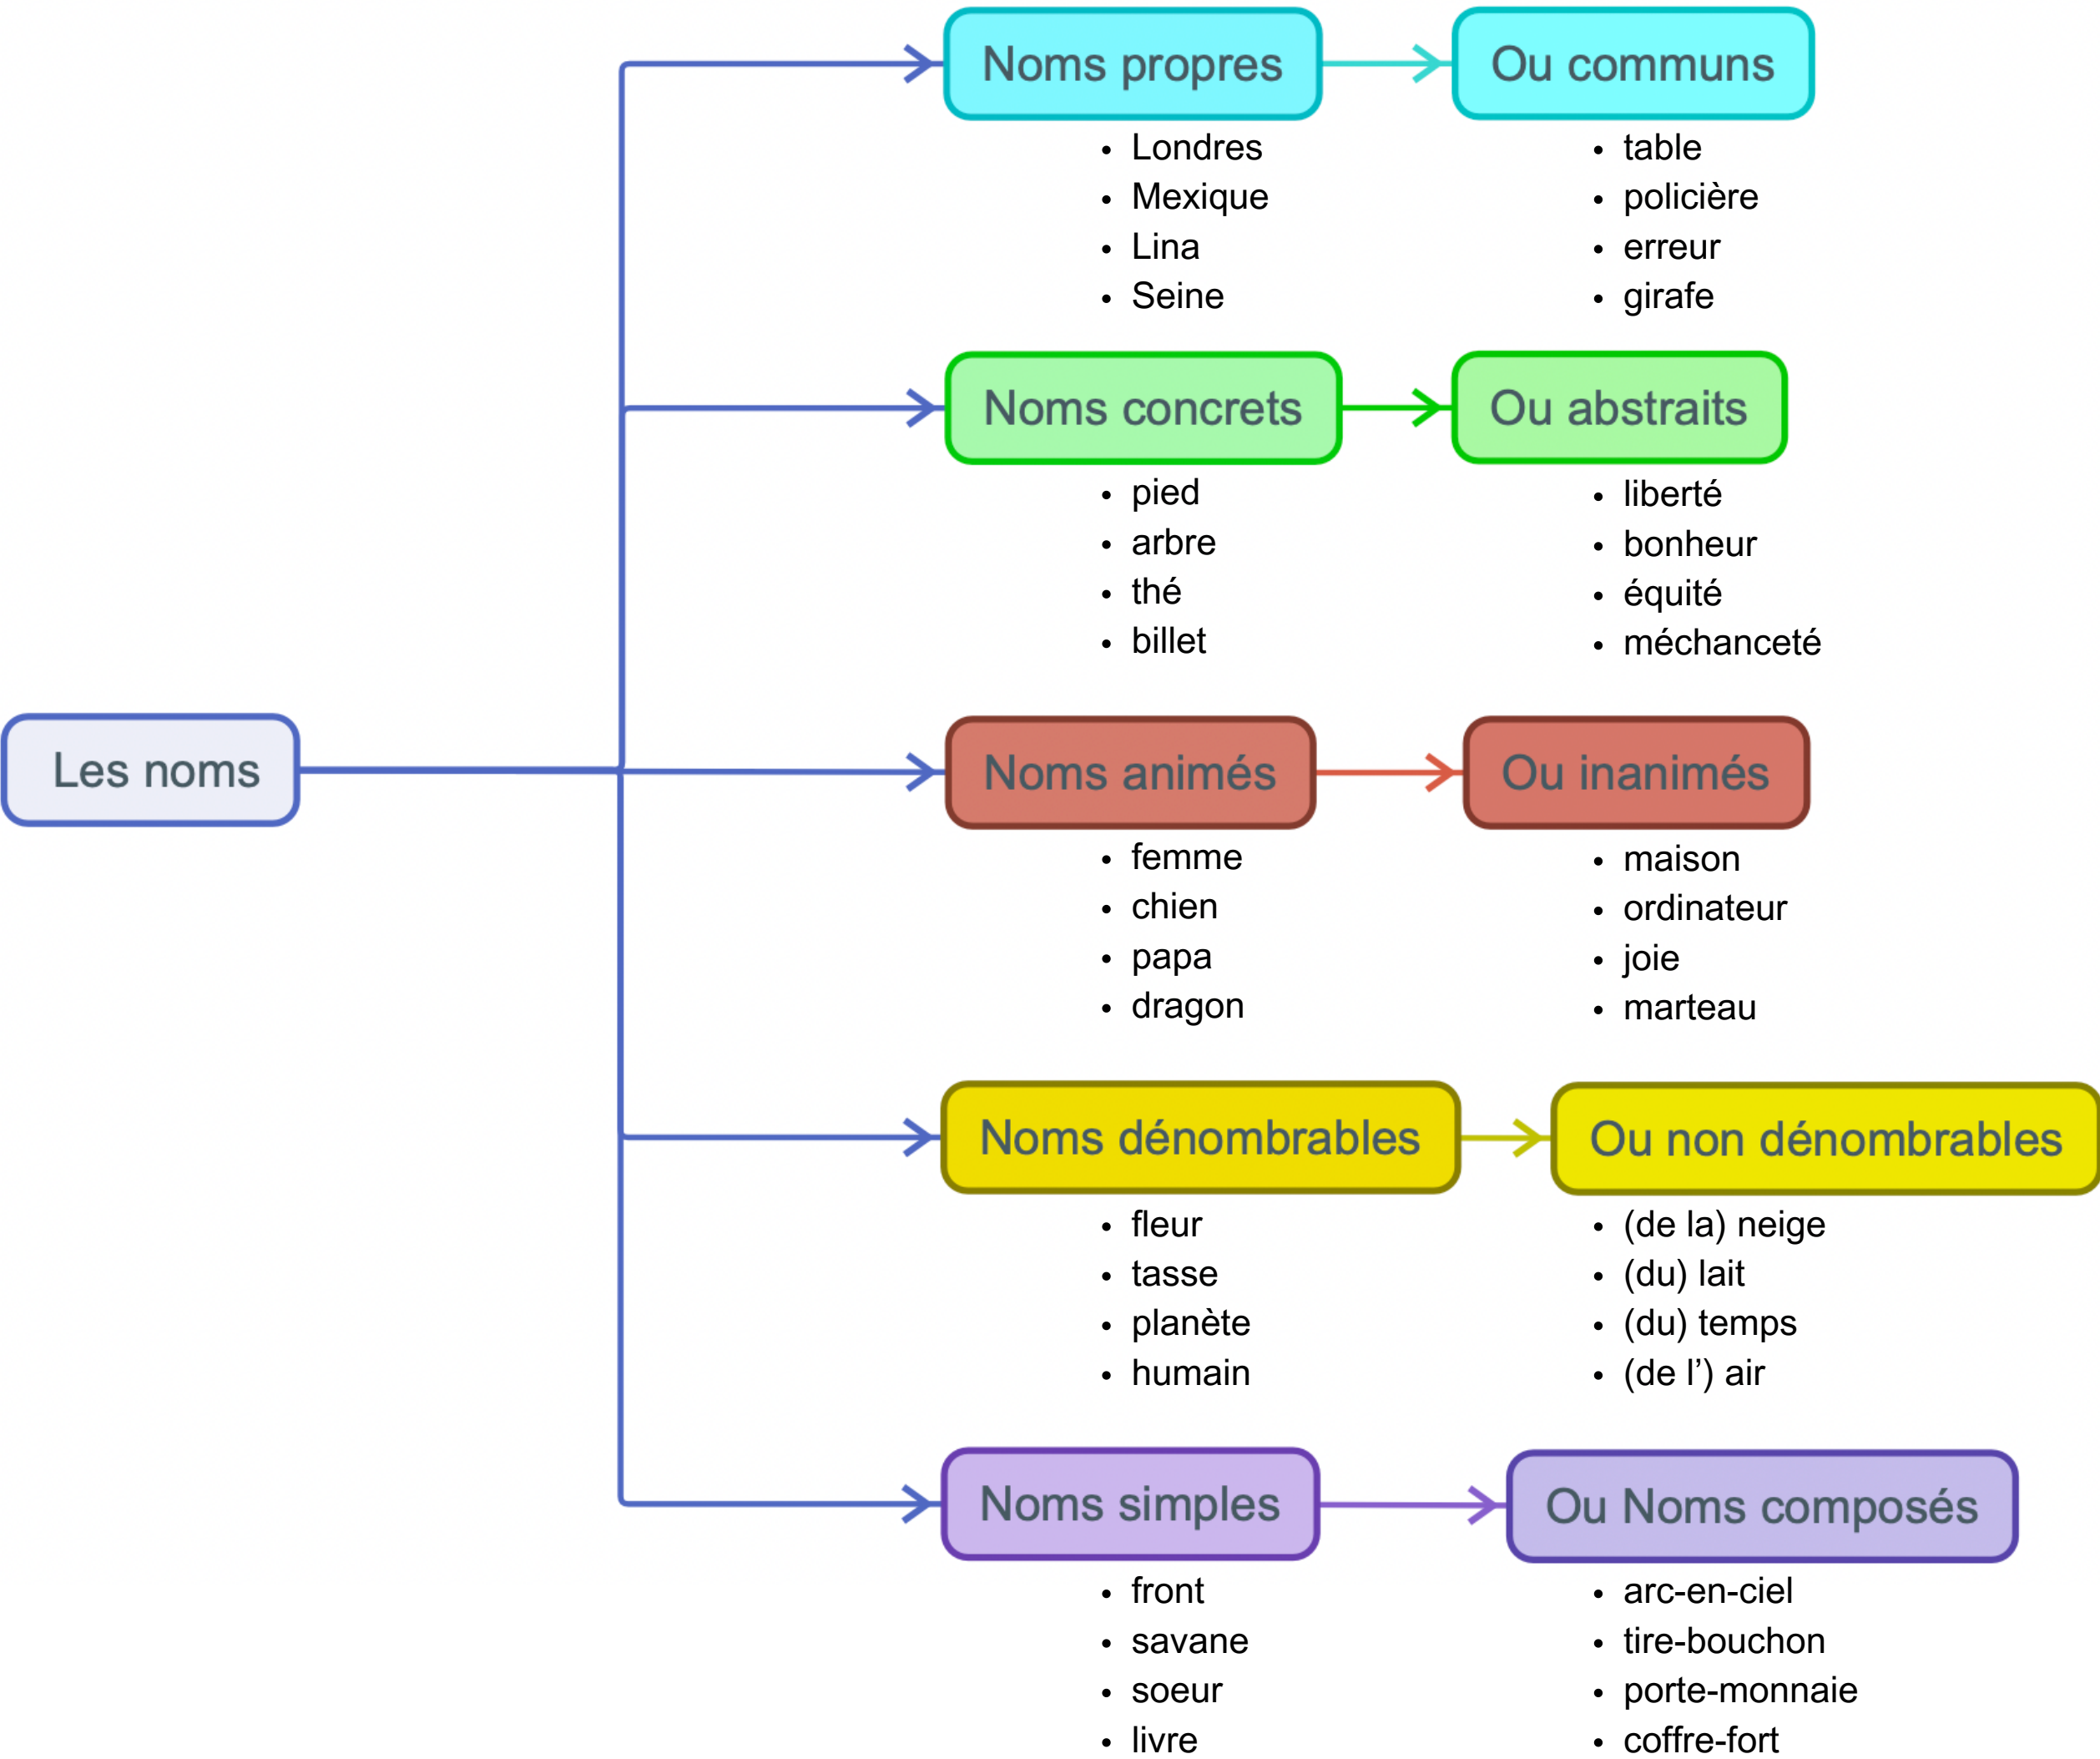 Les noms
Noms propres
• Londres
• Mexique
• Lina
• Seine
Ou communs
• table
• policière
• erreur
• girafe
Noms concrets
• pied
• arbre
• thé
• billet
Ou abstraits
• liberté
• bonheur
• équité
• méchanceté
Noms animés
• femme
• chien
• papa
• dragon
Ou inanimés
• maison
• ordinateur
• joie
• marteau
Noms dénombrables
• fleur
• tasse
• planète
• humain
Ou non dénombrables
• (de la) neige
• (du) lait
• (du) temps
• (de l’) air
Noms simples
• front
• savane
• soeur
• livre
Ou Noms composés
• arc-en-ciel
• tire-bouchon
• porte-monnaie
• coffre-fort